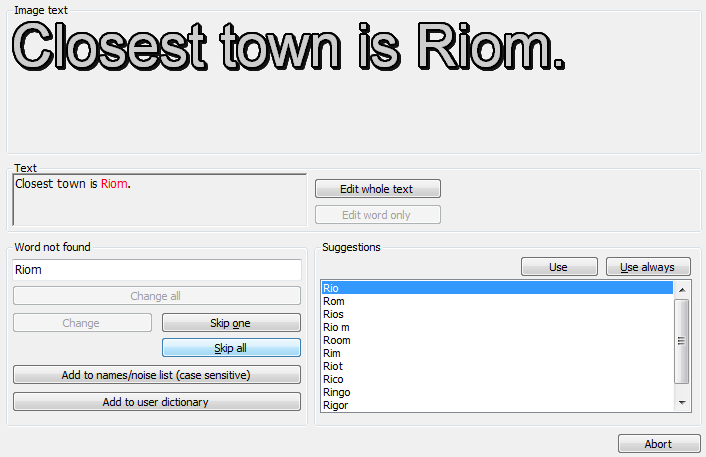 Image text
Closest town is Riom.
Text
Closest town is Riom.
Edit whole text
Edit word only
Word not found
Riom
Change all
Change
Skip one
Skip all
Add to names/noise list (case sensitive)
Add to user dictionary
Suggestions
Use
Use always
Rio
Rom
Rios
Rio m
Room
Rim
Riot
Rico
Ringo
Rigor
Abort